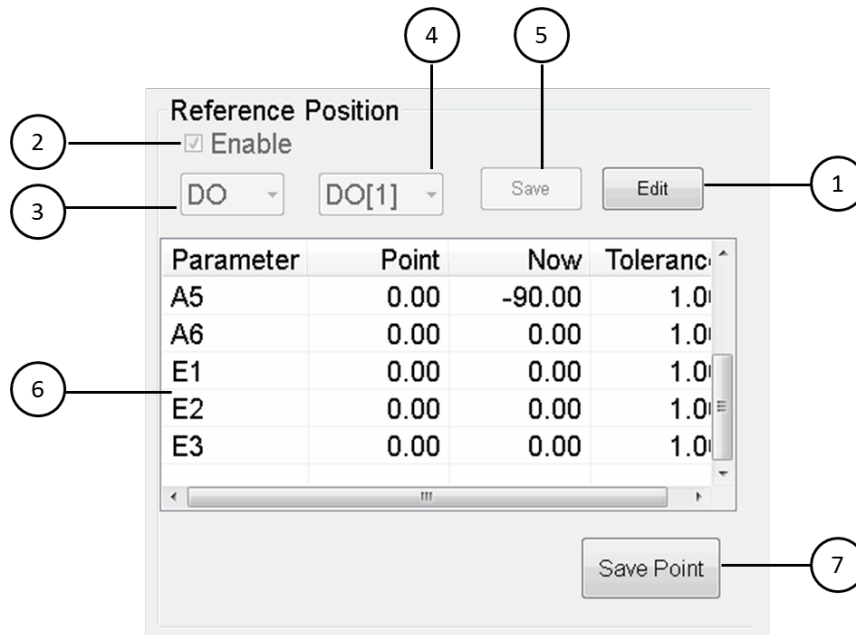 4 5
Reference Position
2 Enable
3 DO DO[1] Save Edit 1
Parameter Point Now Toleranc
A5 0.00 -90.00 1.0
A6 0.00 0.00 1.0
E1 0.00 0.00 1.0
6 E2 0.00 0.00 1.0
E3 0.00 0.00 1.0
Save Point 7